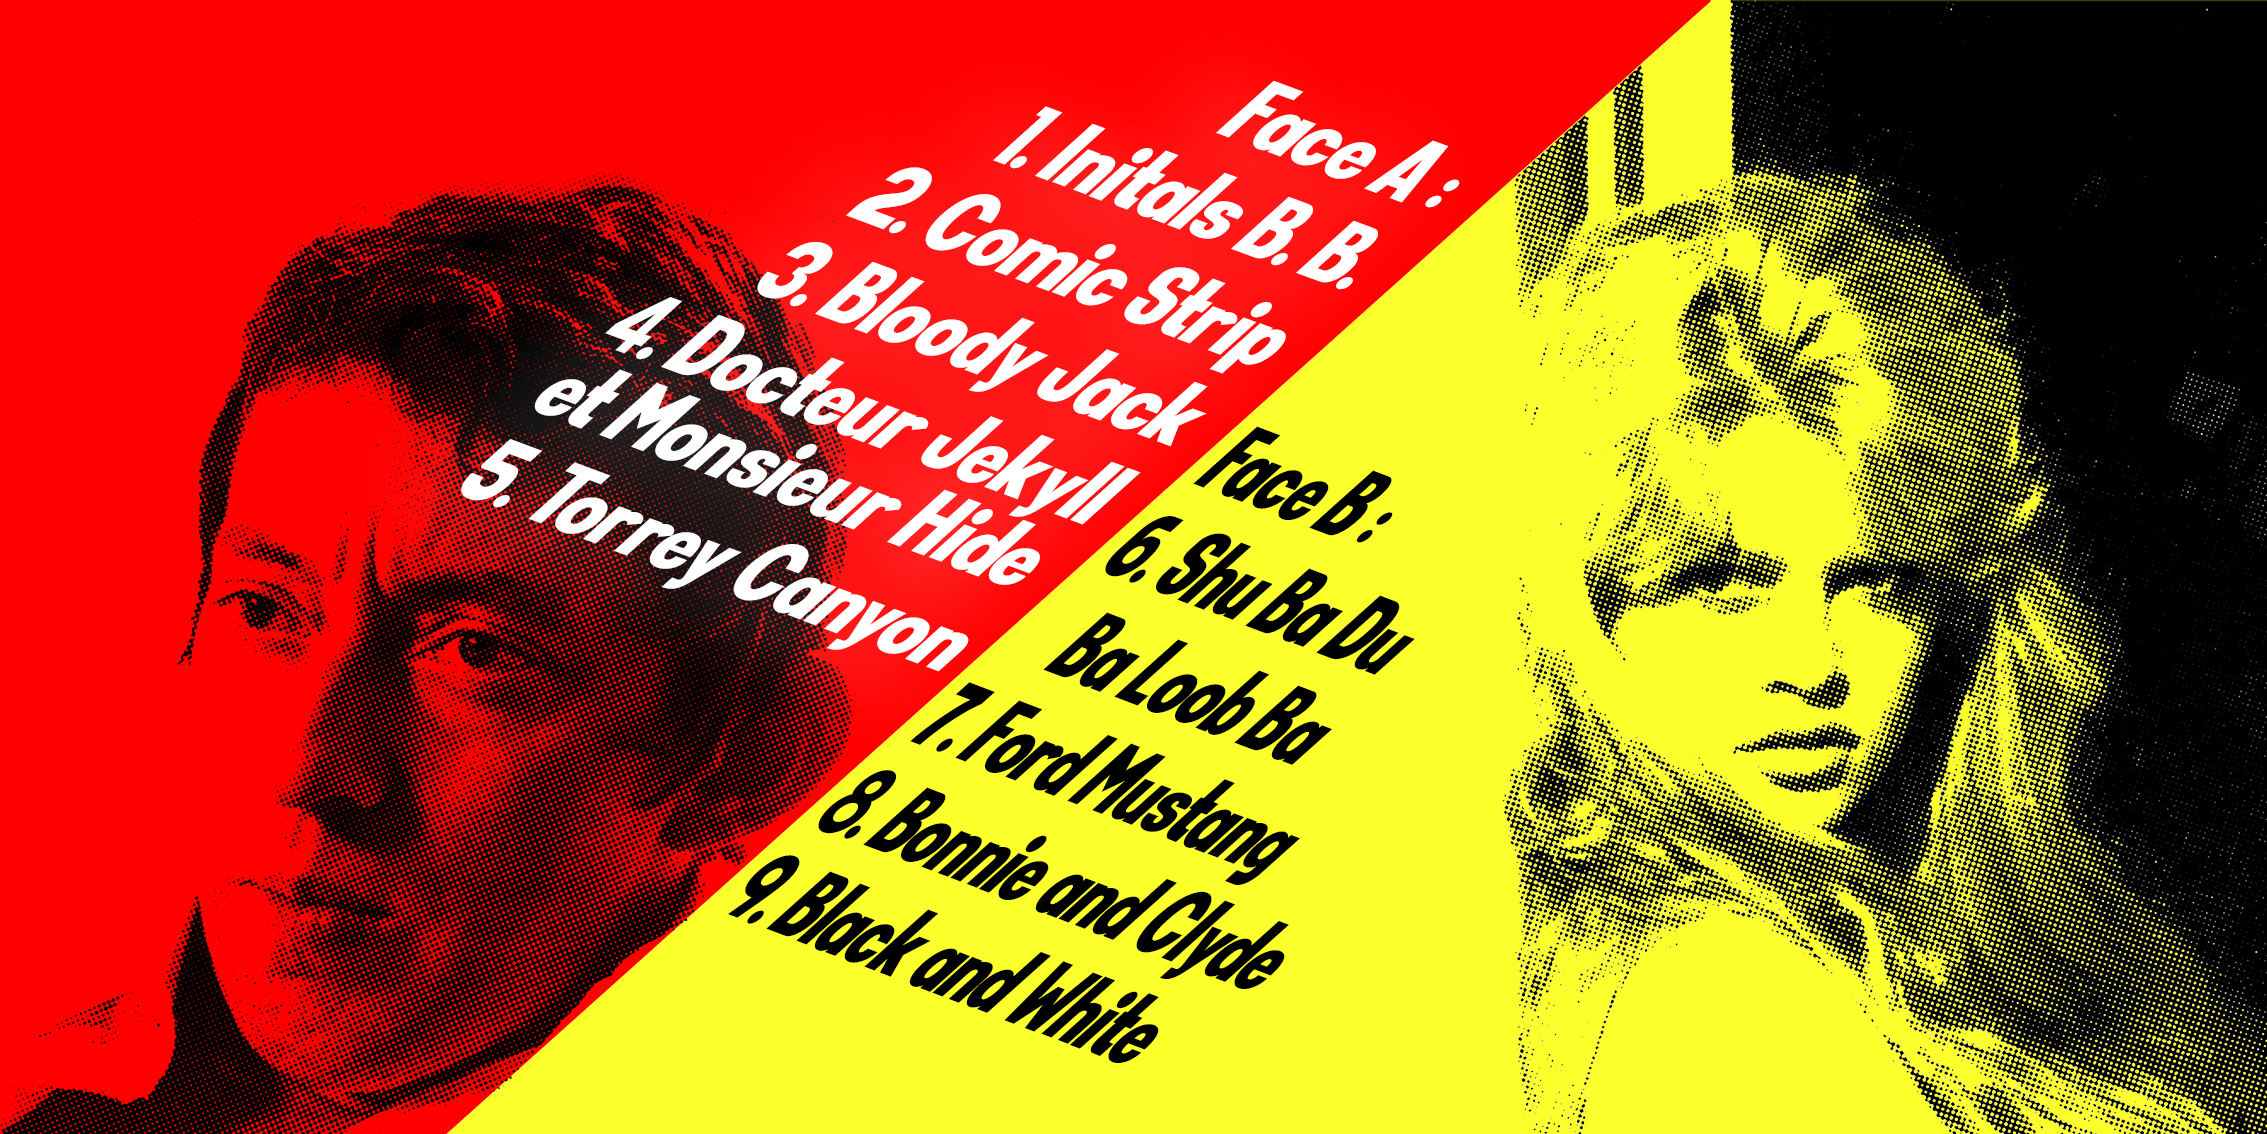 Face A :
1. Initals B. B.
2. Comic Strip
3. Bloody Jack
4. Docteur Jekyll
et Monsieur Hide
5. Torrey Canyon
Face B :
6. Shu Ba Du
Ba Loob Ba
7. Ford Mustang
8. Bonnie and Clyde
9. Black and White